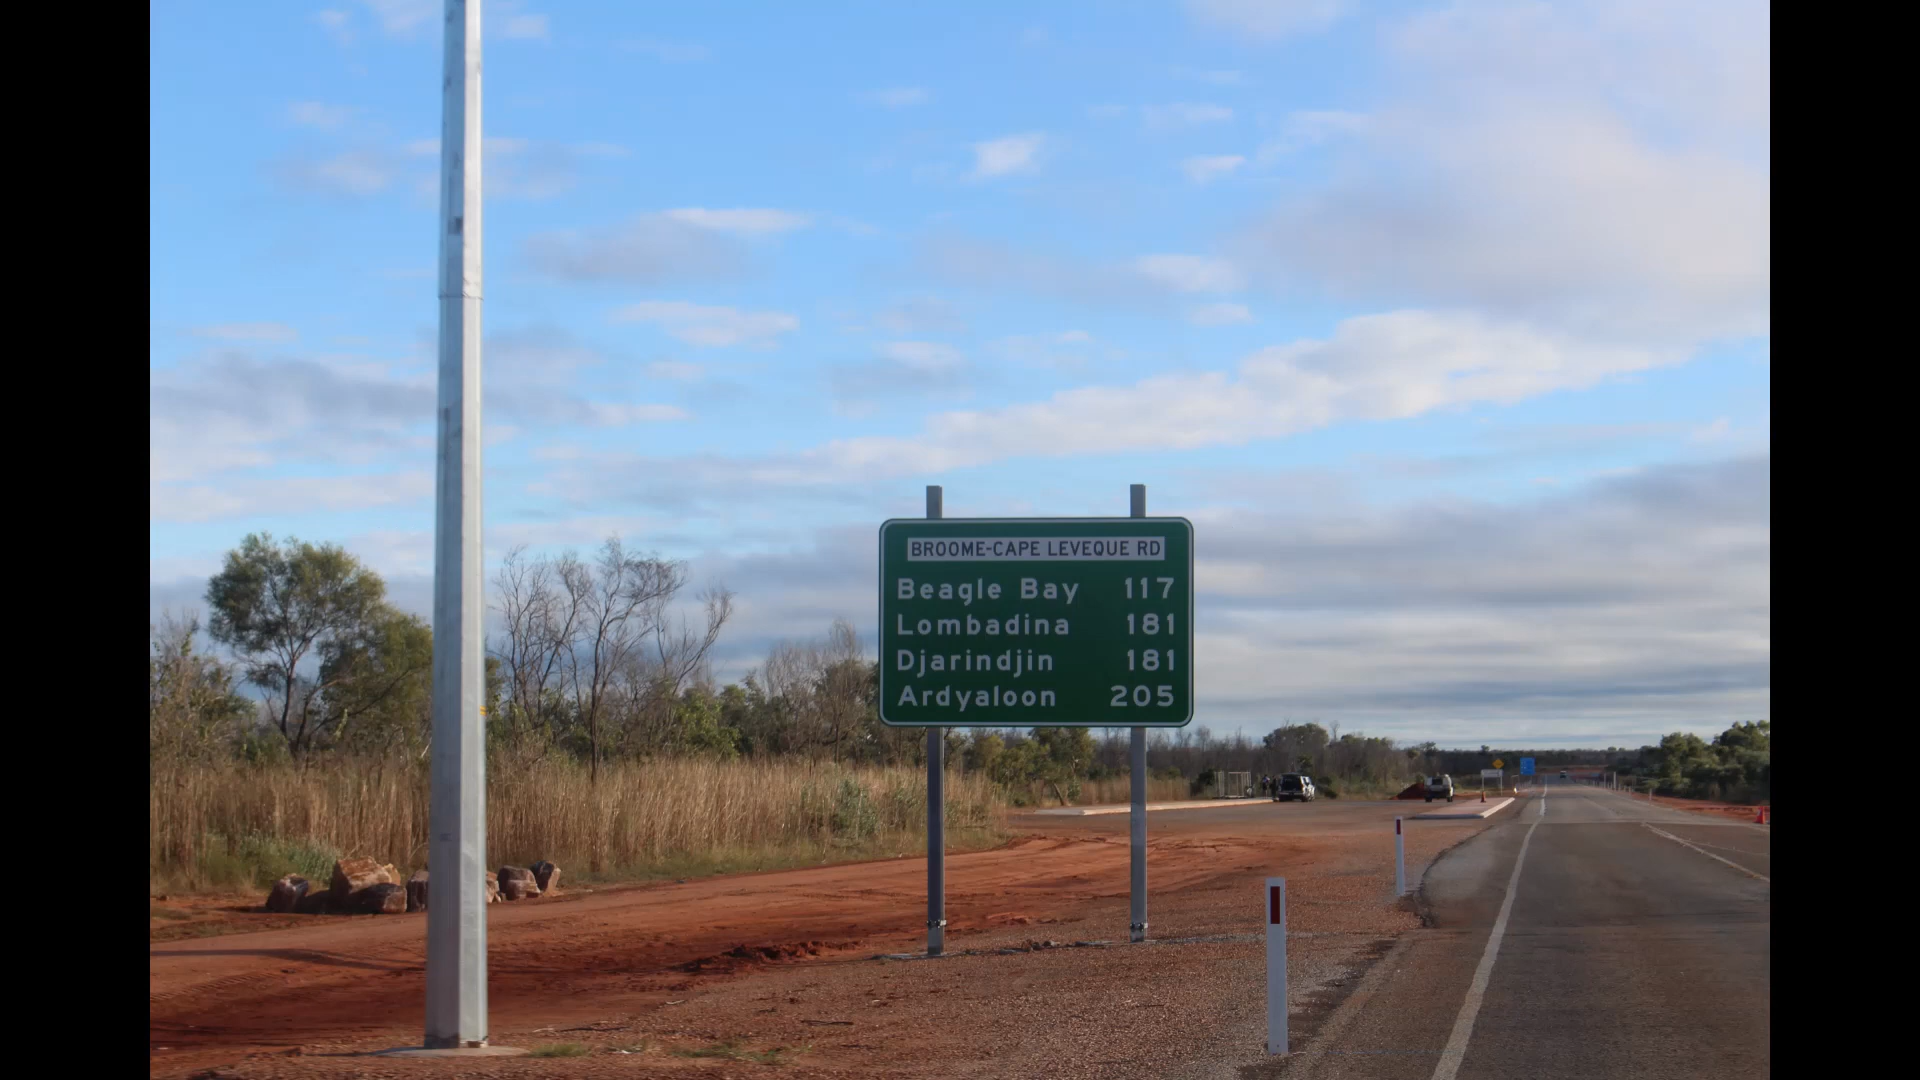 BROOME-CAPE LEVEQUE RD
Beagle Bay 117
Lombadina 181
Djarindjin 181
Ardyaloon 205